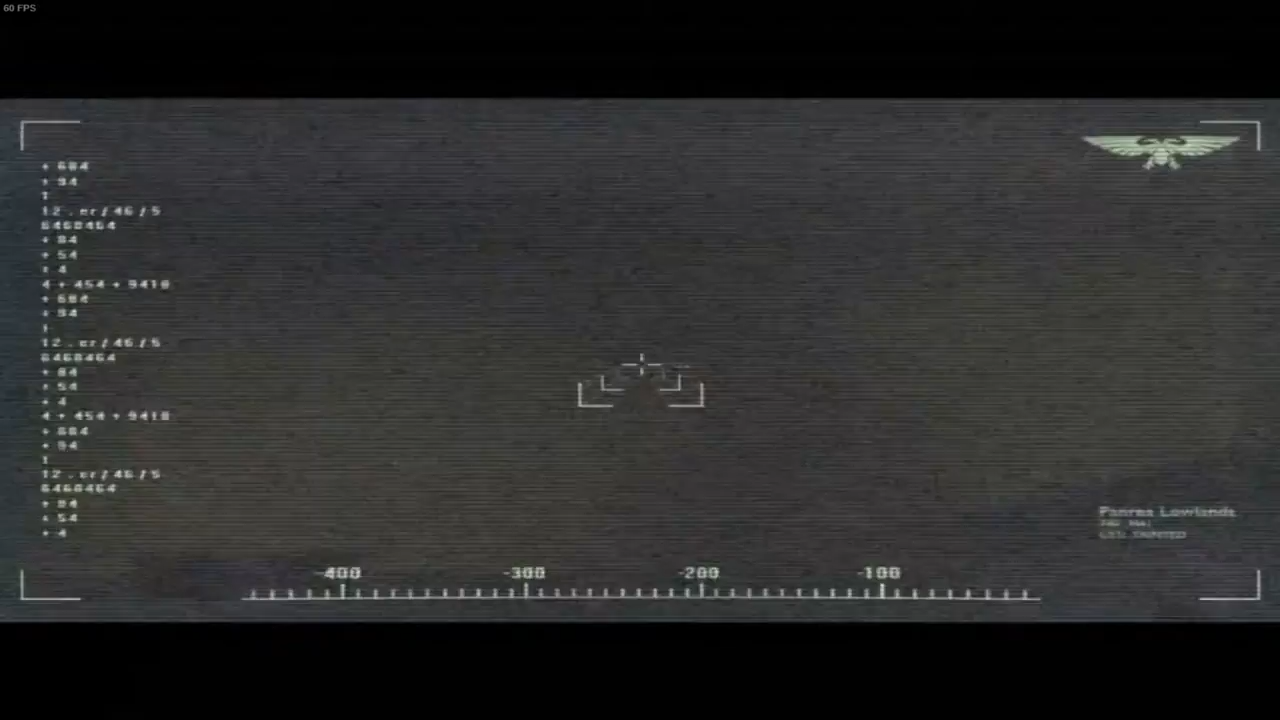 60 FPS
+ 684
+ 94
1
12 . er / 46 / 5
6468464
+ 84
+ 54
+ 4
4 + 454 + 9418
+ 684
+ 94
1
12 . er / 46 / 5
6468464
+ 84
+ 54
+ 4
4 + 454 + 9418
+ 684
+ 94
1
12 . er / 46 / 5
6468464
+ 84
+ 54
+ 4
Panrea Lowlands
-400 -300 -200 -100